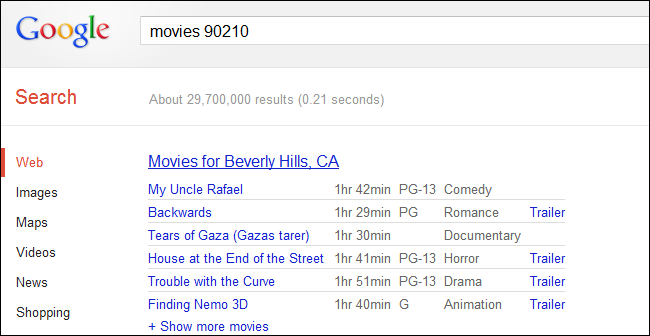 Google
movies 90210
Search
About 29,700,000 results (0.21 seconds)
Web
Images
Maps
Videos
News
Shopping
Movies for Beverly Hills, CA
My Uncle Rafael 1hr 42min PG-13 Comedy
Backwards 1hr 29min PG Romance Trailer
Tears of Gaza (Gazas tarer) 1hr 30min Documentary
House at the End of the Street 1hr 41min PG-13 Horror Trailer
Trouble with the Curve 1hr 51min PG-13 Drama Trailer
Finding Nemo 3D 1hr 40min G Animation Trailer
+ Show more movies